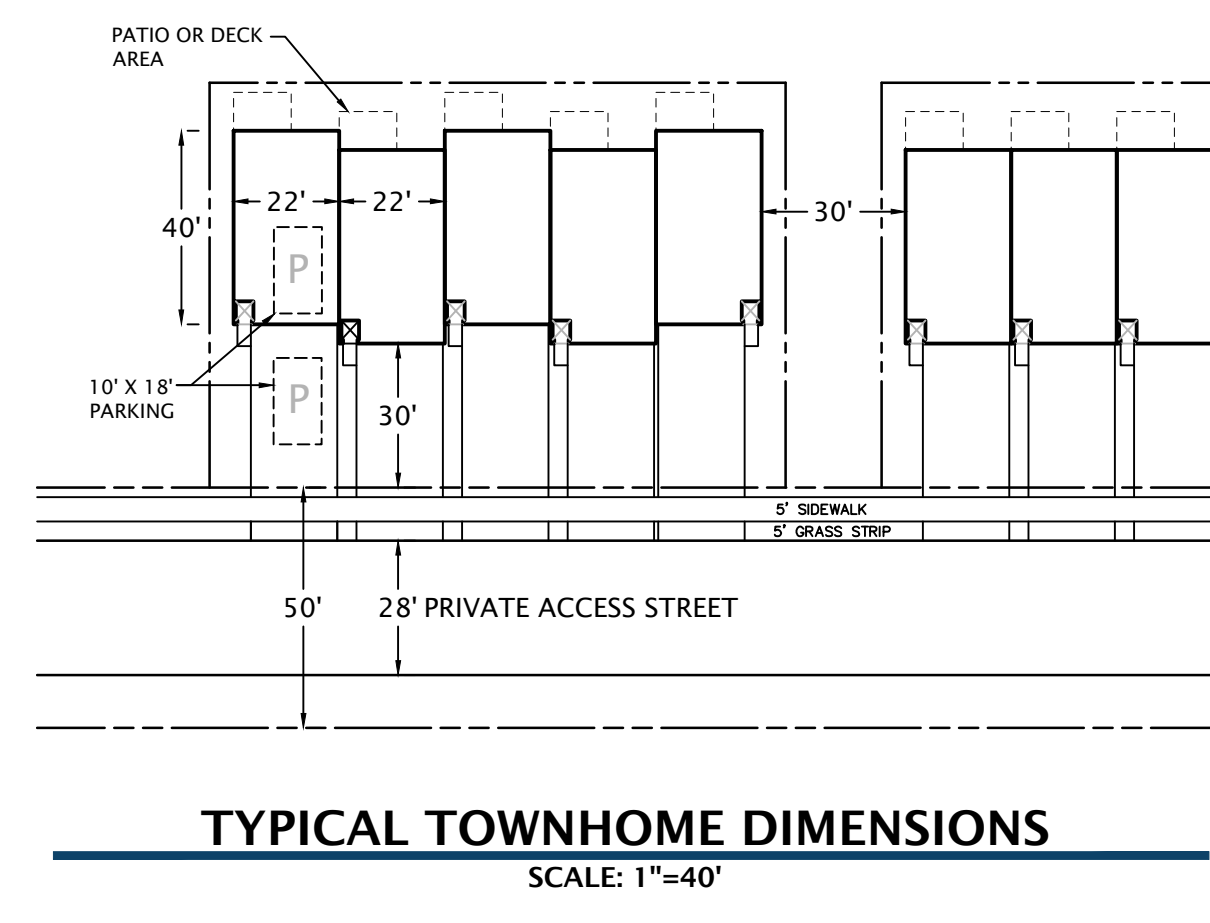 PATIO OR DECK
AREA
22'
22'
30'
40'
P
10' X 18'
PARKING
P
30'
5' SIDEWALK
5' GRASS STRIP
50'
28' PRIVATE ACCESS STREET
TYPICAL TOWNHOME DIMENSIONS
SCALE: 1"=40'